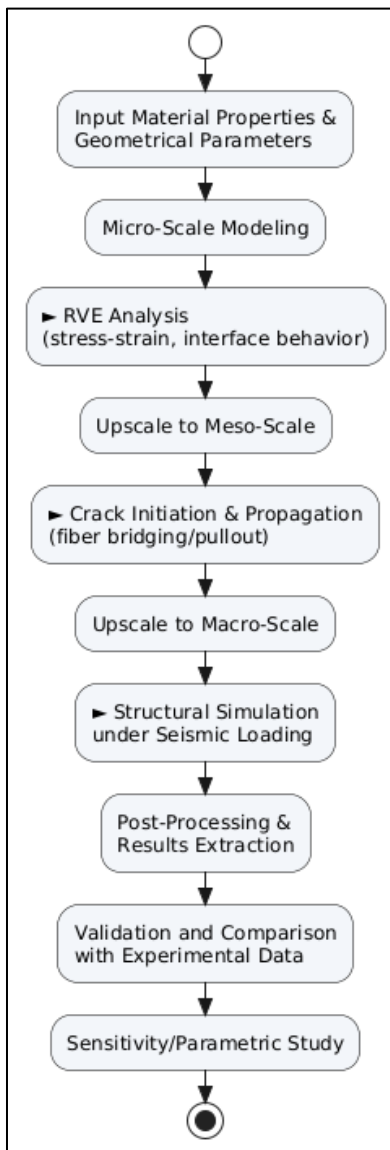 Input Material Properties &
Geometrical Parameters
Micro-Scale Modeling
► RVE Analysis
(stress-strain, interface behavior)
Upscale to Meso-Scale
► Crack Initiation & Propagation
(fiber bridging/pullout)
Upscale to Macro-Scale
► Structural Simulation
under Seismic Loading
Post-Processing &
Results Extraction
Validation and Comparison
with Experimental Data
Sensitivity/Parametric Study